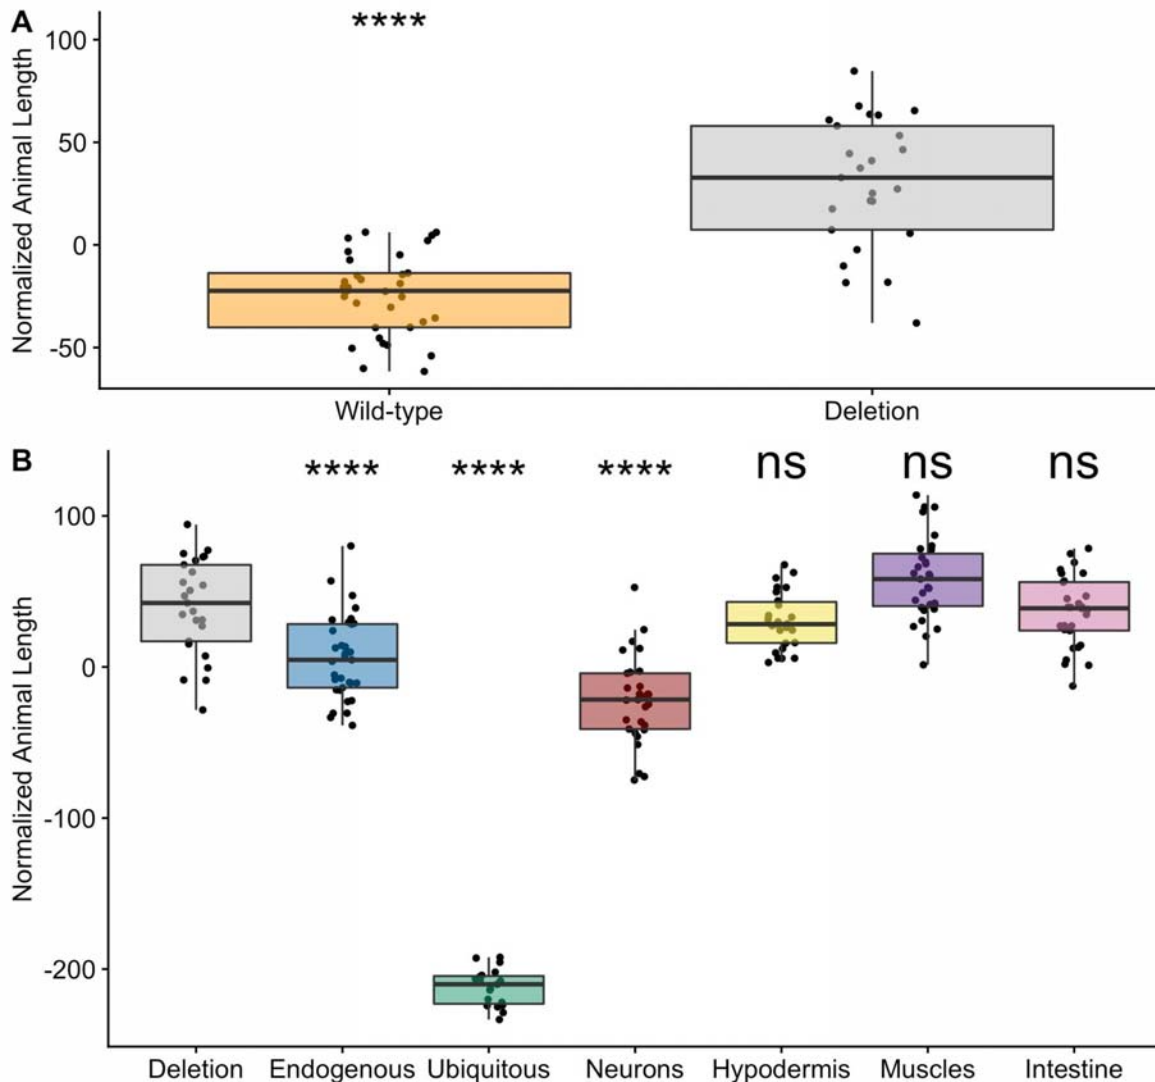 A
****
100
50
0
-50
Normalized Animal Length
Wild-type Deletion
B
**** **** **** ns ns ns
100
0
-100
-200
Normalized Animal Length
Deletion Endogenous Ubiquitous Neurons Hypodermis Muscles Intestine